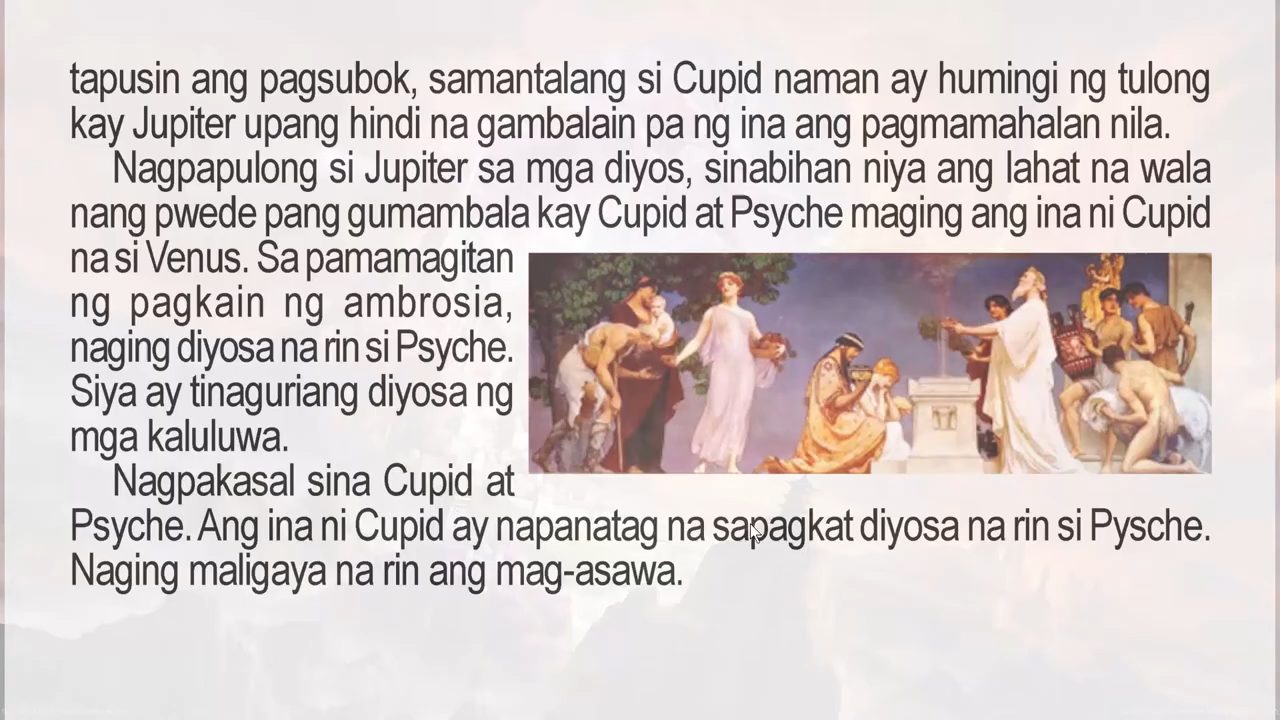 tapusin ang pagsubok, samantalang si Cupid naman ay humingi ng tulong
kay Jupiter upang hindi na gambalain pa ng ina ang pagmamahalan nila.
Nagpapulong si Jupiter sa mga diyos, sinabihan niya ang lahat na wala
nang pwede pang gumambala kay Cupid at Psyche maging ang ina ni Cupid
na si Venus. Sa pamamagitan
ng pagkain ng ambrosia,
naging diyosa na rin si Psyche.
Siya ay tinaguriang diyosa ng
mga kaluluwa.
Nagpakasal sina Cupid at
Psyche. Ang ina ni Cupid ay napanatag na sapagkat diyosa na rin si Pysche.
Naging maligaya na rin ang mag-asawa.